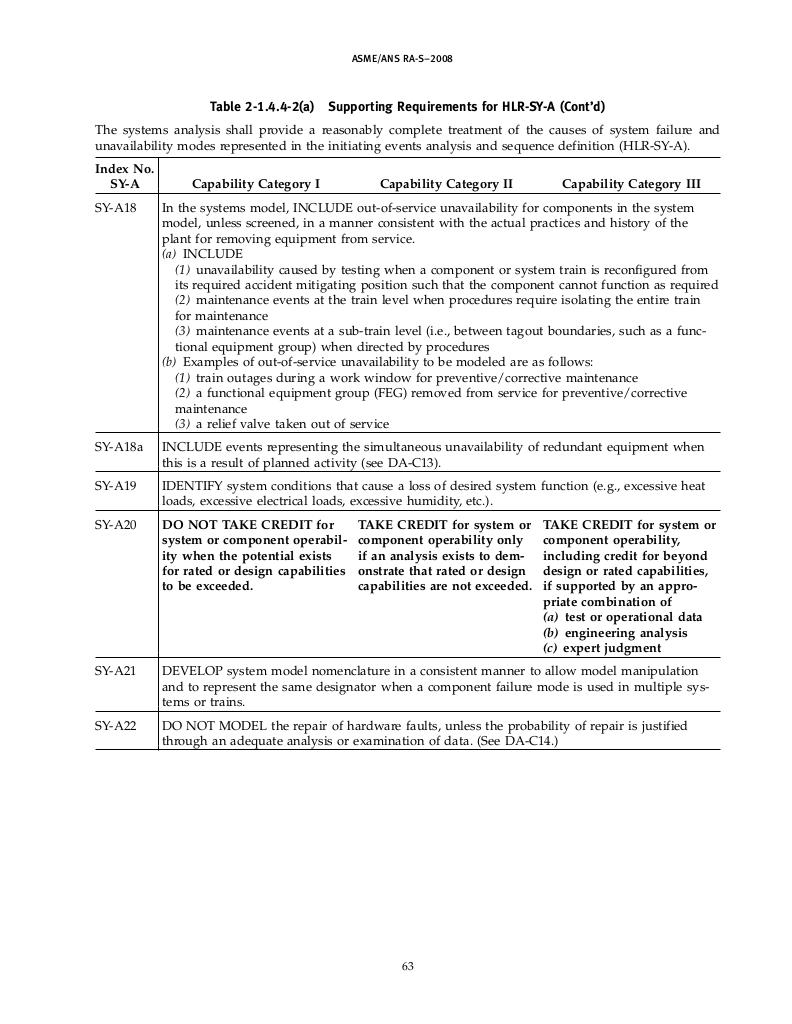 ASME/ANS RA-S–2008
Table 2-1.4.4-2(a) Supporting Requirements for HLR-SY-A (Cont'd)
The systems analysis shall provide a reasonably complete treatment of the causes of system failure and
unavailability modes represented in the initiating events analysis and sequence definition (HLR-SY-A).
Index No.
SY-A Capability Category I Capability Category II Capability Category III
SY-A18 In the systems model, INCLUDE out-of-service unavailability for components in the system
model, unless screened, in a manner consistent with the actual practices and history of the
plant for removing equipment from service.
(a) INCLUDE
(1) unavailability caused by testing when a component or system train is reconfigured from
its required accident mitigating position such that the component cannot function as required
(2) maintenance events at the train level when procedures require isolating the entire train
for maintenance
(3) maintenance events at a sub-train level (i.e., between tagout boundaries, such as a func-
tional equipment group) when directed by procedures
(b) Examples of out-of-service unavailability to be modeled are as follows:
(1) train outages during a work window for preventive/corrective maintenance
(2) a functional equipment group (FEG) removed from service for preventive/corrective
maintenance
(3) a relief valve taken out of service
SY-A18a INCLUDE events representing the simultaneous unavailability of redundant equipment when
this is a result of planned activity (see DA-C13).
SY-A19 IDENTIFY system conditions that cause a loss of desired system function (e.g., excessive heat
loads, excessive electrical loads, excessive humidity, etc.).
SY-A20 DO NOT TAKE CREDIT for
system or component operabil-
ity when the potential exists
for rated or design capabilities
to be exceeded.
TAKE CREDIT for system or
component operability only
if an analysis exists to dem-
onstrate that rated or design
capabilities are not exceeded.
TAKE CREDIT for system or
component operability,
including credit for beyond
design or rated capabilities,
if supported by an appro-
priate combination of
(a) test or operational data
(b) engineering analysis
(c) expert judgment
SY-A21 DEVELOP system model nomenclature in a consistent manner to allow model manipulation
and to represent the same designator when a component failure mode is used in multiple sys-
tems or trains.
SY-A22 DO NOT MODEL the repair of hardware faults, unless the probability of repair is justified
through an adequate analysis or examination of data. (See DA-C14.)
63